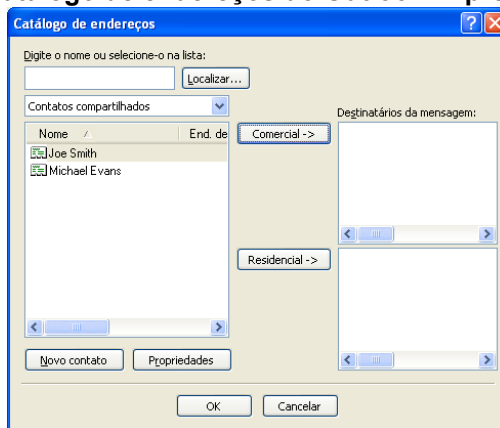 Catálogo de endereços
Digite o nome ou selecione-o na lista:
Localizar...
Contatos compartilhados
Destinatários da mensagem:
Nome End. de
Comercial ->
Joe Smith
Michael Evans
Residencial ->
Novo contato
Propriedades
OK
Cancelar